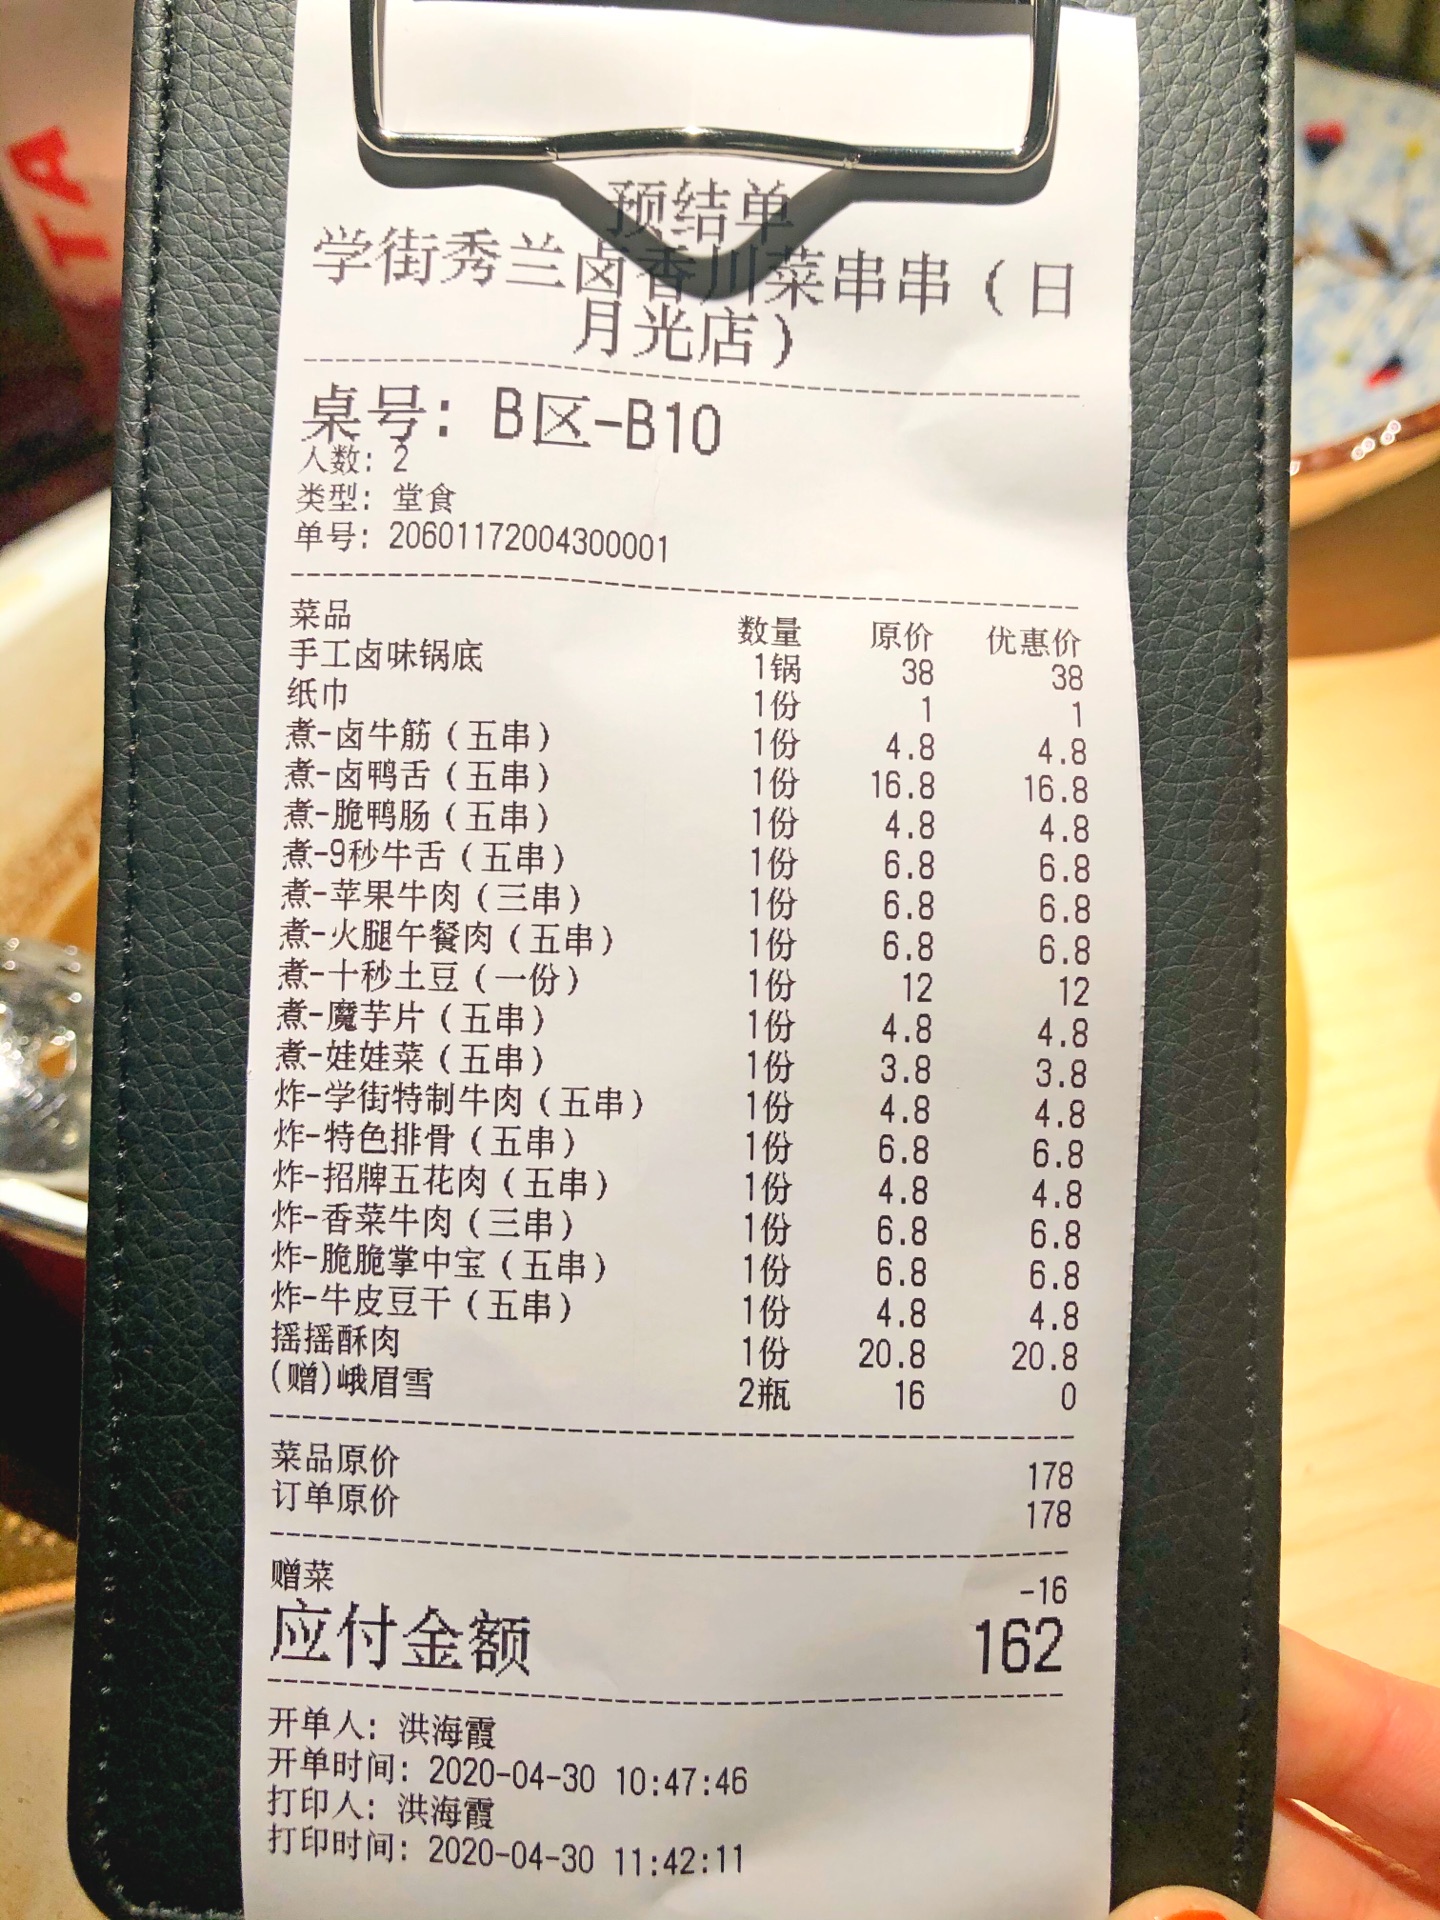 TA
预结单
学街秀兰卤香川菜串串（日
月光店）
桌号：B区-B10
人数：2
类型：堂食
单号：20601172004300001
菜品 数量 原价 优惠价
手工卤味锅底 1锅 38 38
纸巾 1份 1 1
煮-卤牛筋（五串） 1份 4.8 4.8
煮-卤鸭舌（五串） 1份 16.8 16.8
煮-脆鸭肠（五串） 1份 4.8 4.8
煮-9秒牛舌（五串） 1份 6.8 6.8
煮-苹果牛肉（三串） 1份 6.8 6.8
煮-火腿午餐肉（五串） 1份 6.8 6.8
煮-十秒土豆（一份） 1份 12 12
煮-魔芋片（五串） 1份 4.8 4.8
煮-娃娃菜（五串） 1份 3.8 3.8
炸-学街特制牛肉（五串） 1份 4.8 4.8
炸-特色排骨（五串） 1份 6.8 6.8
炸-招牌五花肉（五串） 1份 4.8 4.8
炸-香菜牛肉（三串） 1份 6.8 6.8
炸-脆脆掌中宝（五串） 1份 6.8 6.8
炸-牛皮豆干（五串） 1份 4.8 4.8
摇摇酥肉 1份 20.8 20.8
(赠)峨眉雪 2瓶 16 0
菜品原价 178
订单原价 178
赠菜 -16
应付金额 162
开单人：洪海霞
开单时间：2020-04-30 10:47:46
打印人：洪海霞
打印时间：2020-04-30 11:42:11